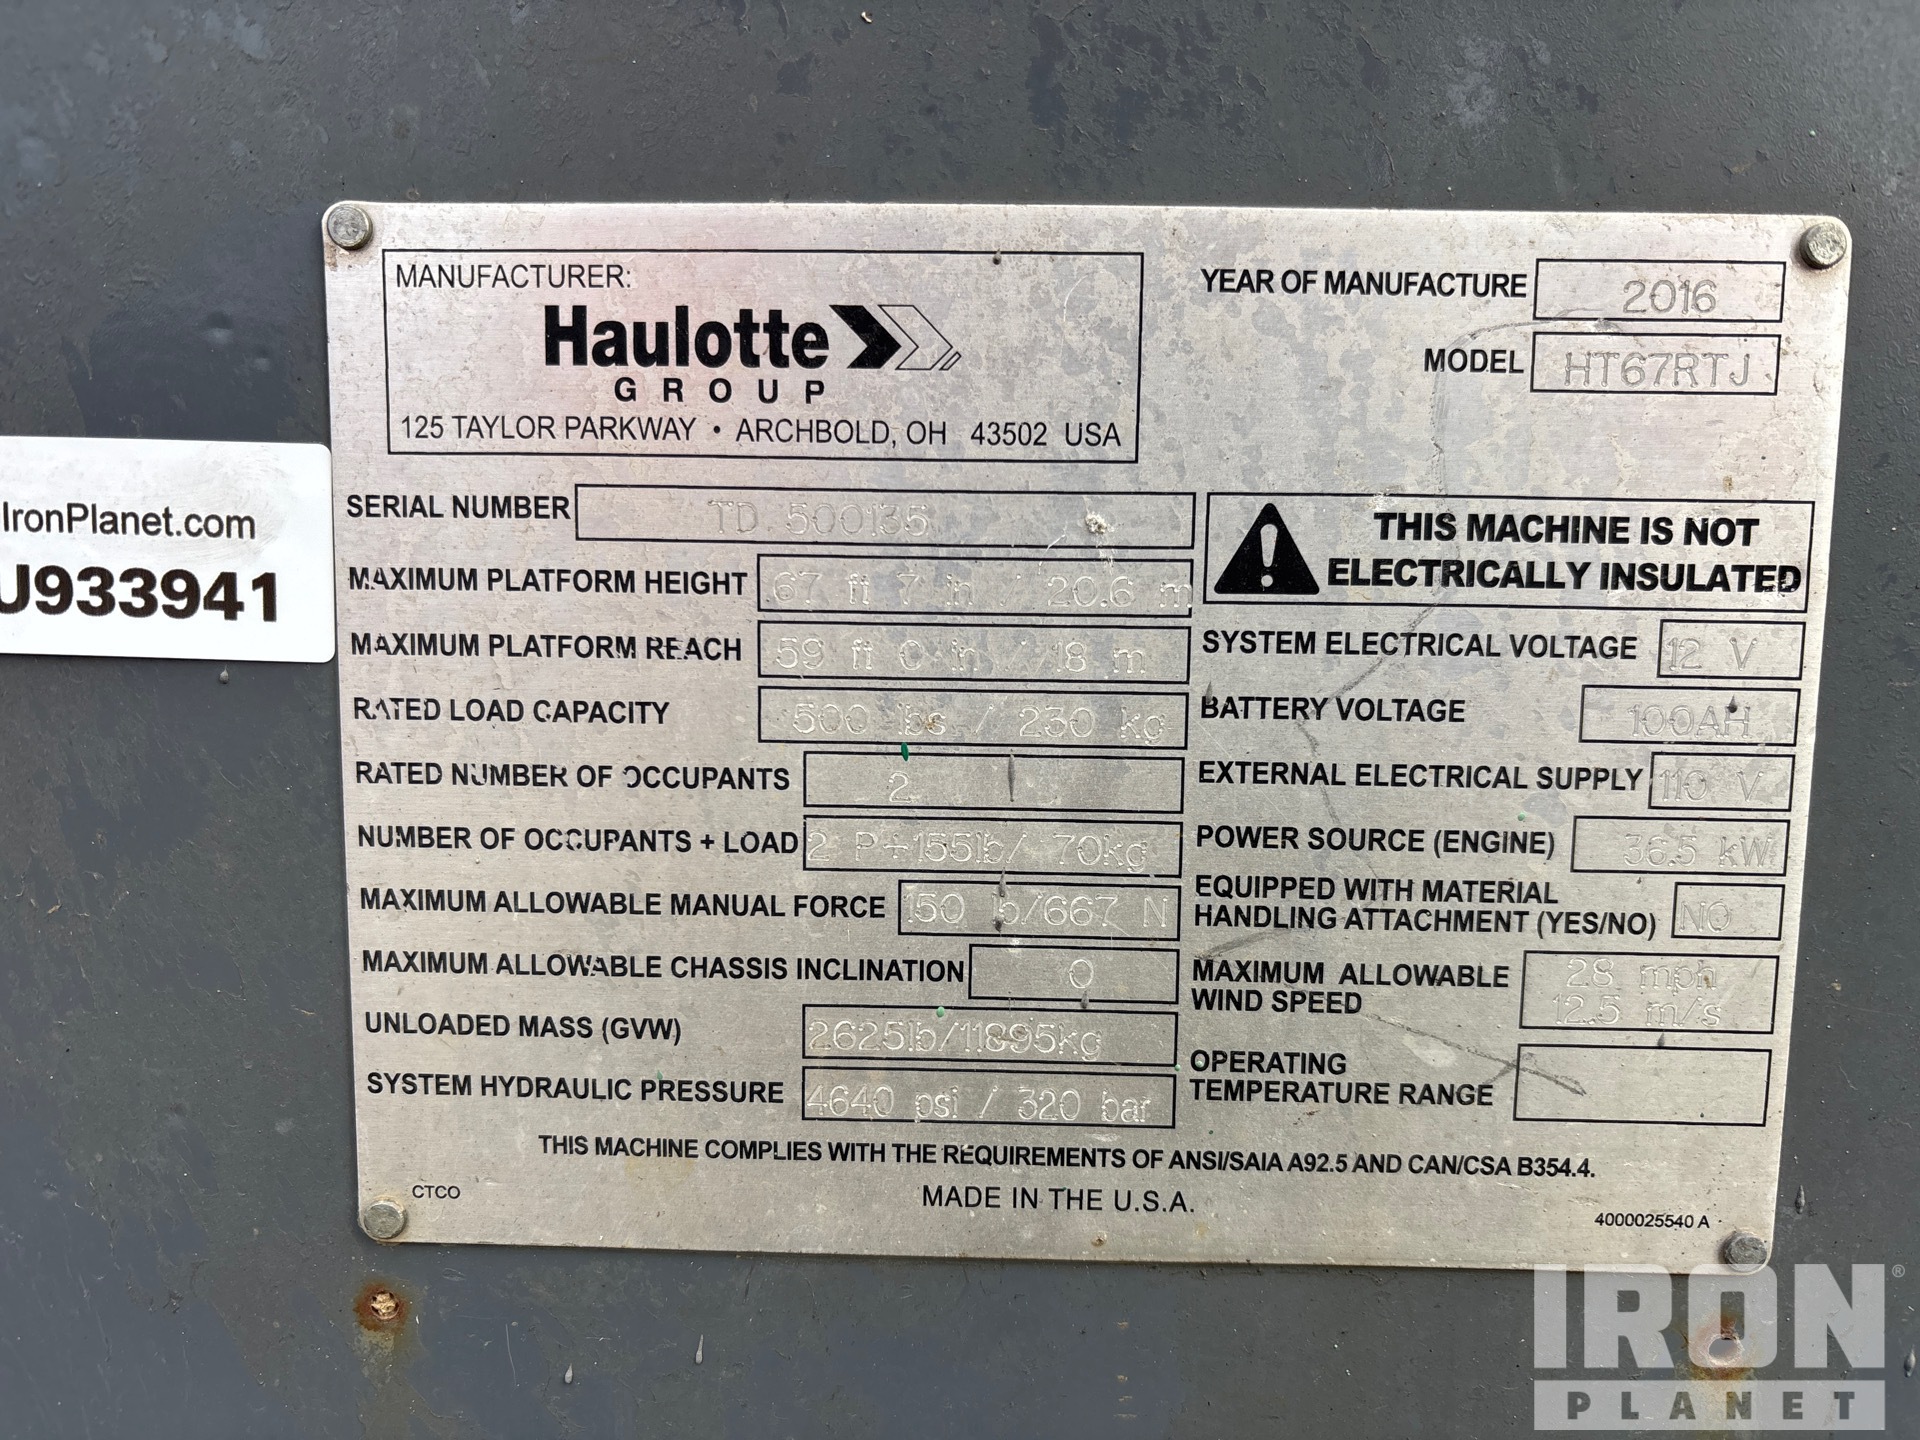 MANUFACTURER:
Haulotte
GROUP
125 TAYLOR PARKWAY • ARCHBOLD, OH 43502 USA
YEAR OF MANUFACTURE 2016
MODEL HT67RTJ
IronPlanet.com
U933941
SERIAL NUMBER TD 500135
MAXIMUM PLATFORM HEIGHT 67 ft 7 in / 20.6 m
MAXIMUM PLATFORM REACH 59 ft 0 in / 18 m
RATED LOAD CAPACITY 500 lbs / 230 kg
RATED NUMBER OF OCCUPANTS 2
NUMBER OF OCCUPANTS + LOAD 2 P+155lb/ 70kg
MAXIMUM ALLOWABLE MANUAL FORCE 150 lb/667 N
MAXIMUM ALLOWABLE CHASSIS INCLINATION 0
UNLOADED MASS (GVW) 2625lb/11895kg
SYSTEM HYDRAULIC PRESSURE 4640 psi / 320 bar
THIS MACHINE IS NOT
ELECTRICALLY INSULATED
SYSTEM ELECTRICAL VOLTAGE 12 V
BATTERY VOLTAGE 100AH
EXTERNAL ELECTRICAL SUPPLY 110 V
POWER SOURCE (ENGINE) 36.5 kW
EQUIPPED WITH MATERIAL
HANDLING ATTACHMENT (YES/NO) NO
MAXIMUM ALLOWABLE 28 mph
WIND SPEED 12.5 m/s
OPERATING
TEMPERATURE RANGE
THIS MACHINE COMPLIES WITH THE REQUIREMENTS OF ANSI/SAIA A92.5 AND CAN/CSA B354.4.
CTCO
MADE IN THE U.S.A.
4000025540 A
IRON®
PLANET